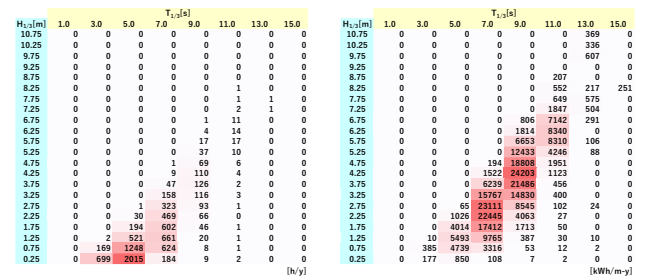 T1/3[s]
H1/3[m] 1.0 3.0 5.0 7.0 9.0 11.0 13.0 15.0
10.75 0 0 0 0 0 0 0 0
10.25 0 0 0 0 0 0 0 0
9.75 0 0 0 0 0 0 0 0
9.25 0 0 0 0 0 0 0 0
8.75 0 0 0 0 0 0 0 0
8.25 0 0 0 0 0 1 0 0
7.75 0 0 0 0 0 1 1 0
7.25 0 0 0 0 0 2 1 0
6.75 0 0 0 0 1 11 0 0
6.25 0 0 0 0 4 14 0 0
5.75 0 0 0 0 17 17 0 0
5.25 0 0 0 0 37 10 0 0
4.75 0 0 0 1 69 6 0 0
4.25 0 0 0 9 110 4 0 0
3.75 0 0 0 47 126 2 0 0
3.25 0 0 0 158 116 3 0 0
2.75 0 0 1 323 93 1 0 0
2.25 0 0 30 469 66 1 0 0
1.75 0 0 194 602 46 1 0 0
1.25 0 2 521 661 20 1 0 0
0.75 0 169 1248 624 8 1 0 0
0.25 0 699 2015 184 9 2 0 0
[h/y]
T1/3[s]
H1/3[m] 1.0 3.0 5.0 7.0 9.0 11.0 13.0 15.0
10.75 0 0 0 0 0 0 369 0
10.25 0 0 0 0 0 0 336 0
9.75 0 0 0 0 0 0 607 0
9.25 0 0 0 0 0 0 0 0
8.75 0 0 0 0 0 207 0 0
8.25 0 0 0 0 0 552 217 251
7.75 0 0 0 0 0 649 575 0
7.25 0 0 0 0 0 1847 504 0
6.75 0 0 0 0 806 7142 291 0
6.25 0 0 0 0 1814 8340 0 0
5.75 0 0 0 0 6653 8310 106 0
5.25 0 0 0 0 12433 4246 88 0
4.75 0 0 0 194 18808 1951 0 0
4.25 0 0 0 1522 24203 1123 0 0
3.75 0 0 0 6239 21486 456 0 0
3.25 0 0 0 15767 14830 400 0 0
2.75 0 0 65 23111 8545 102 24 0
2.25 0 0 1026 22445 4063 27 0 0
1.75 0 0 4014 17412 1713 50 0 0
1.25 0 10 5493 9765 387 30 10 0
0.75 0 385 4739 3316 53 12 2 0
0.25 0 177 850 108 7 2 0 0
[kWh/m-y]